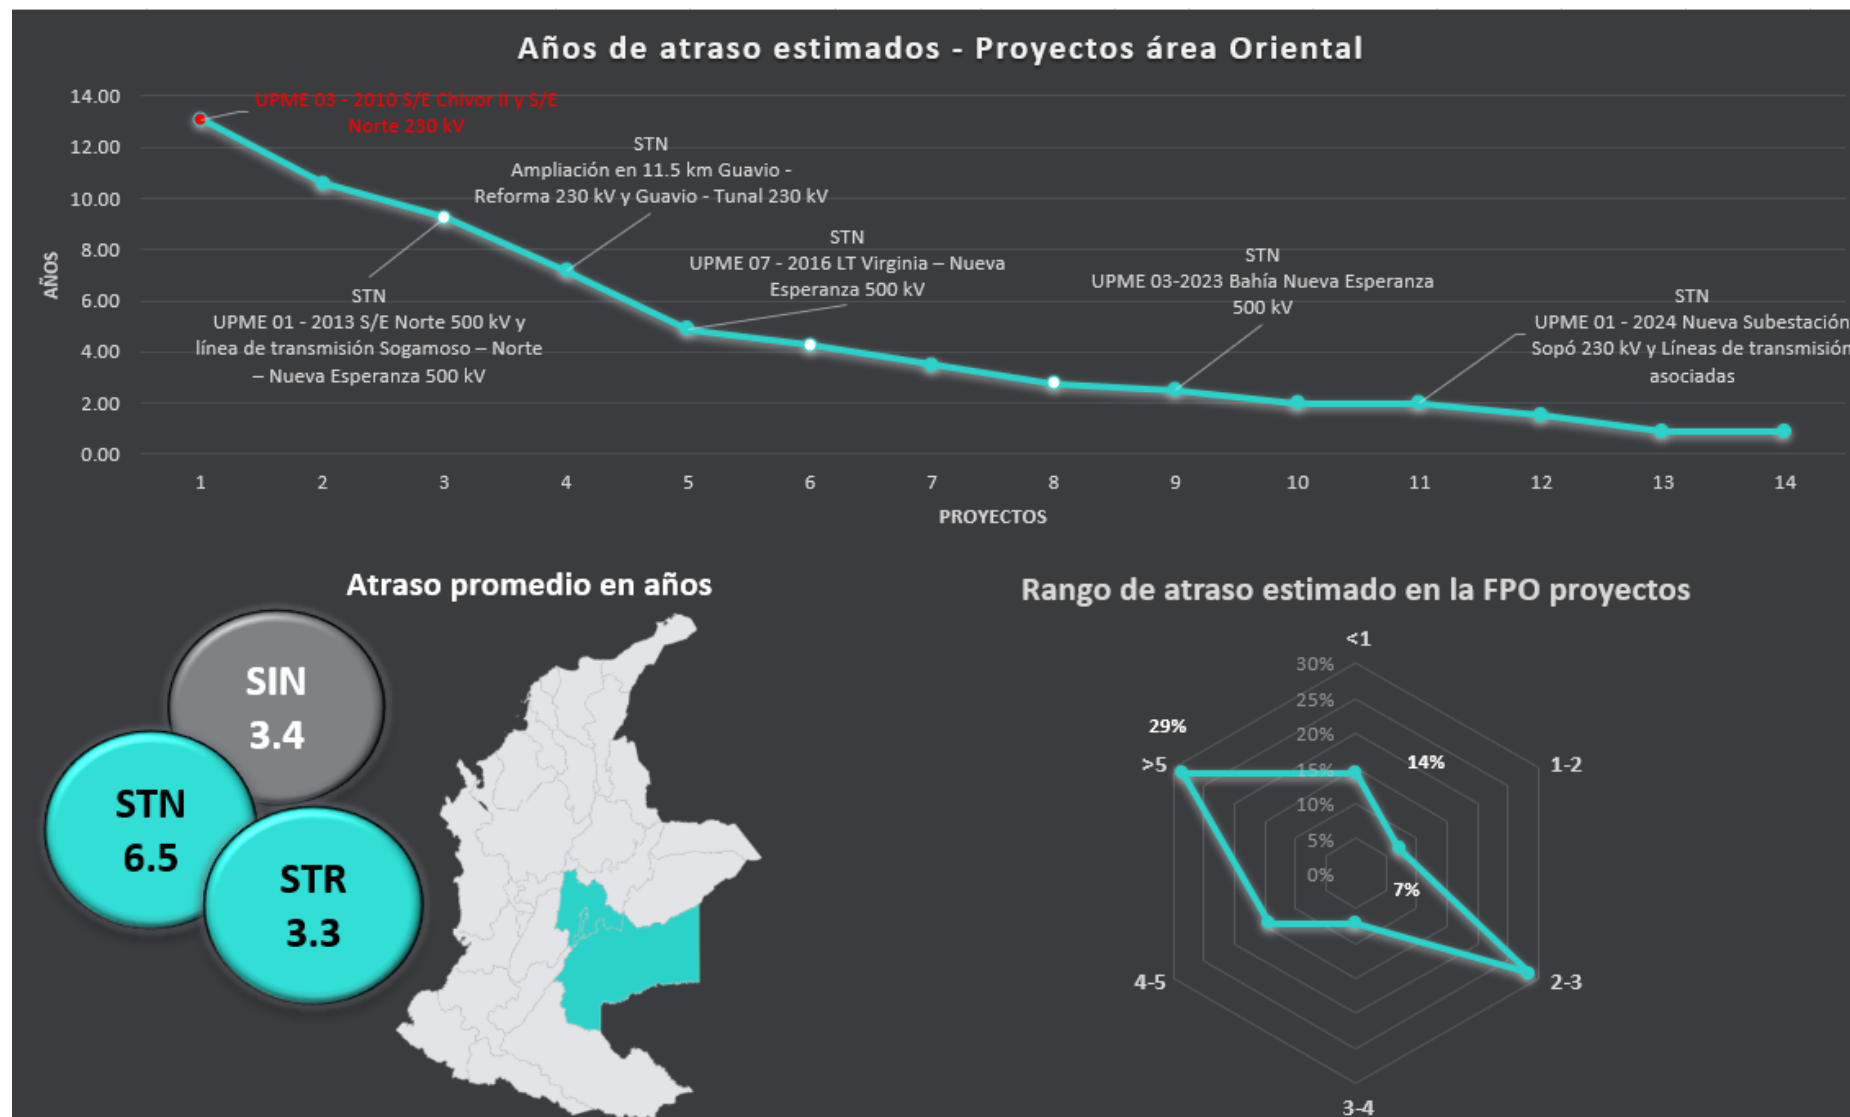 Años de atraso estimados - Proyectos área Oriental
14.00
12.00
10.00
8.00
6.00
4.00
2.00
0.00
AÑOS
UPME 03 - 2010 S/E Chivor II y S/E
Norte 230 kV
STN
Ampliación en 11.5 km Guavio -
Reforma 230 kV y Guavio - Tunal 230 kV
STN
UPME 01 - 2013 S/E Norte 500 kV y
línea de transmisión Sogamoso – Norte
– Nueva Esperanza 500 kV
STN
UPME 07 - 2016 LT Virginia – Nueva
Esperanza 500 kV
STN
UPME 03-2023 Bahía Nueva Esperanza
500 kV
STN
UPME 01 - 2024 Nueva Subestación
Sopó 230 kV y Líneas de transmisión
asociadas
1 2 3 4 5 6 7 8 9 10 11 12 13 14
PROYECTOS
Atraso promedio en años
SIN
3.4
STN
6.5
STR
3.3
Rango de atraso estimado en la FPO proyectos
<1
30%
25%
20%
15%
10%
5%
0%
29%
>5
14%
1-2
7%
4-5
2-3
3-4